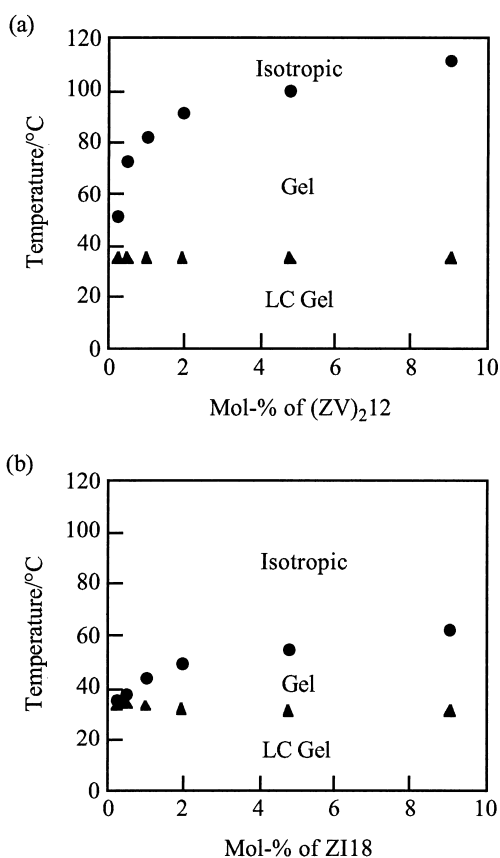 (a)
120
100
80
60
40
20
0
Temperature/°C
Isotropic
Gel
LC Gel
0 2 4 6 8 10
Mol-% of (ZV)₂12
(b)
120
100
80
60
40
20
0
Temperature/°C
Isotropic
Gel
LC Gel
0 2 4 6 8 10
Mol-% of ZI18